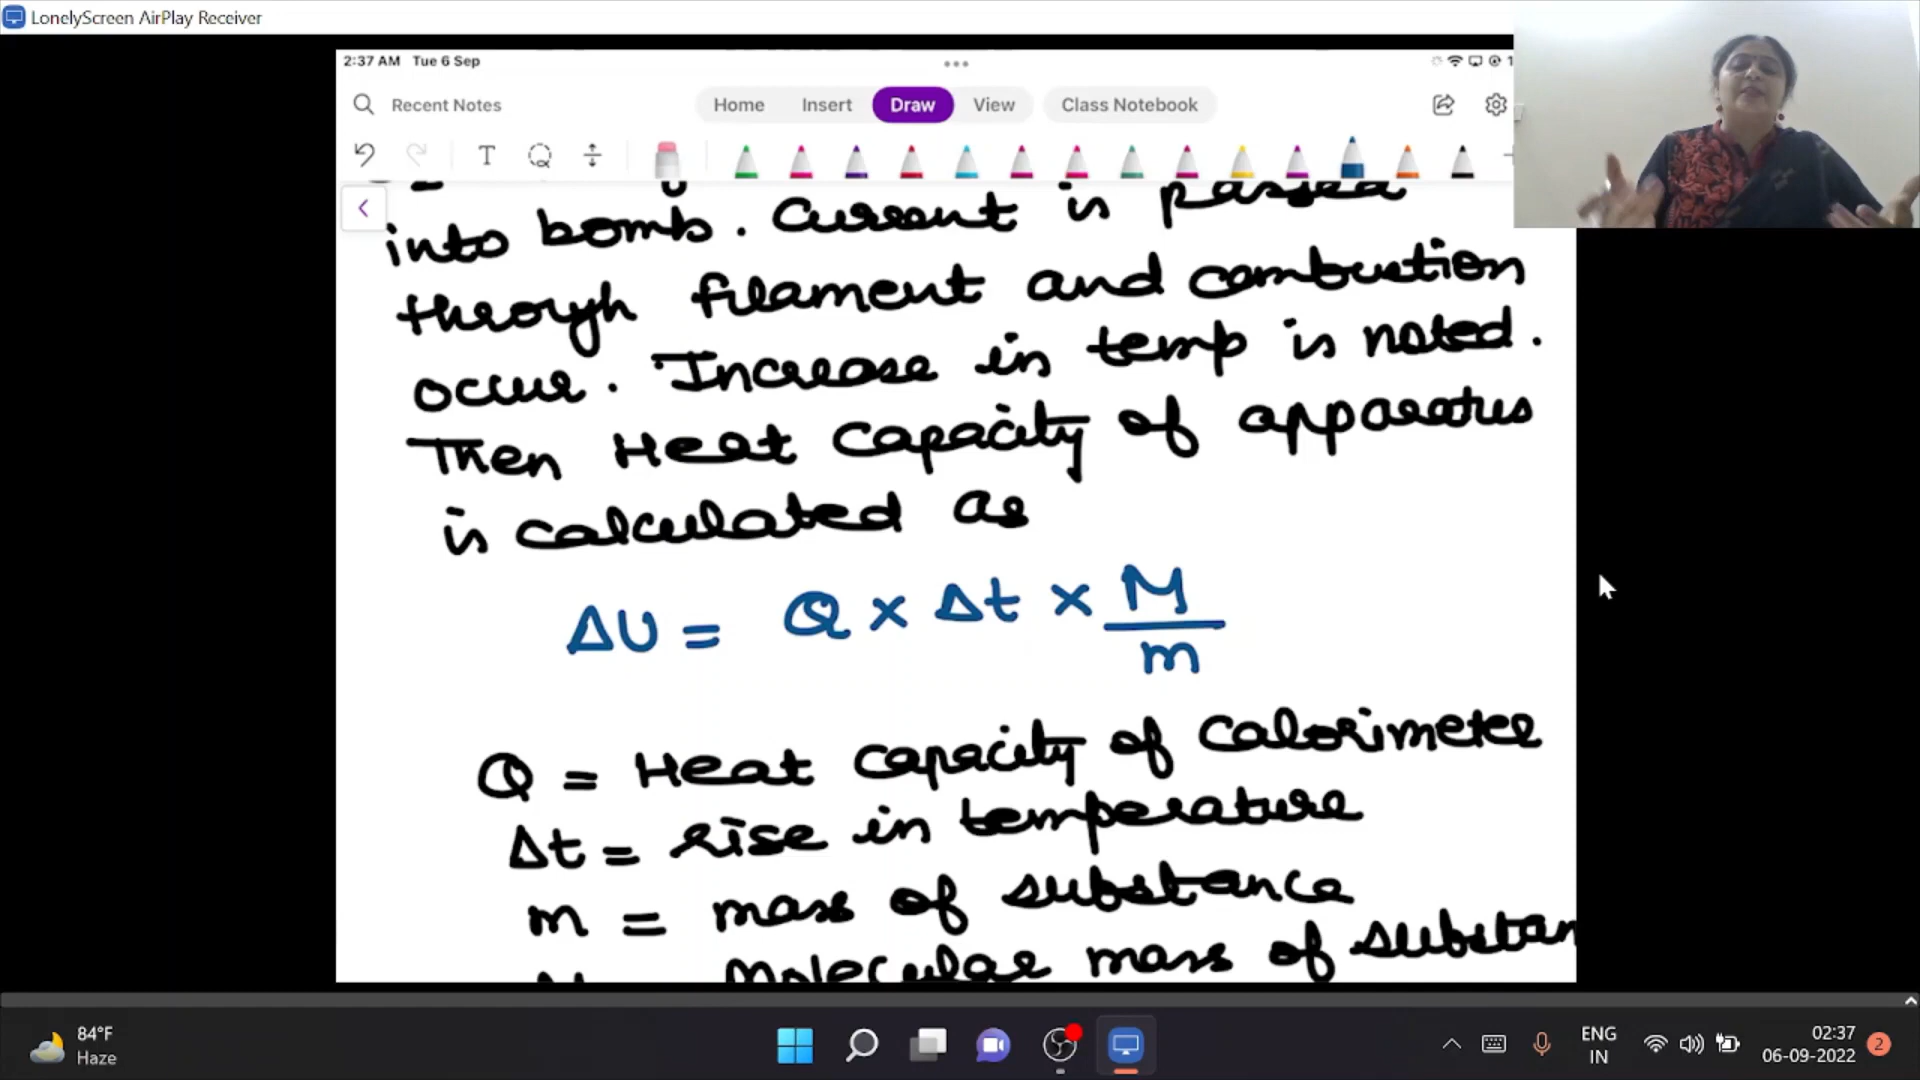 LonelyScreen AirPlay Receiver
2:37 AM Tue 6 Sep
Recent Notes
Home Insert Draw View Class Notebook
into bomb. Current is passed
through filament and combustion
occur. Increase in temp is noted.
Then Heat capacity of apparatus
is calculated as
ΔU = Q × Δt × M
m
Q = Heat capacity of calorimeter
Δt = rise in temperature
m = mass of substance
molecular mass of substan
84°F
Haze
ENG
IN
02:37
06-09-2022
2